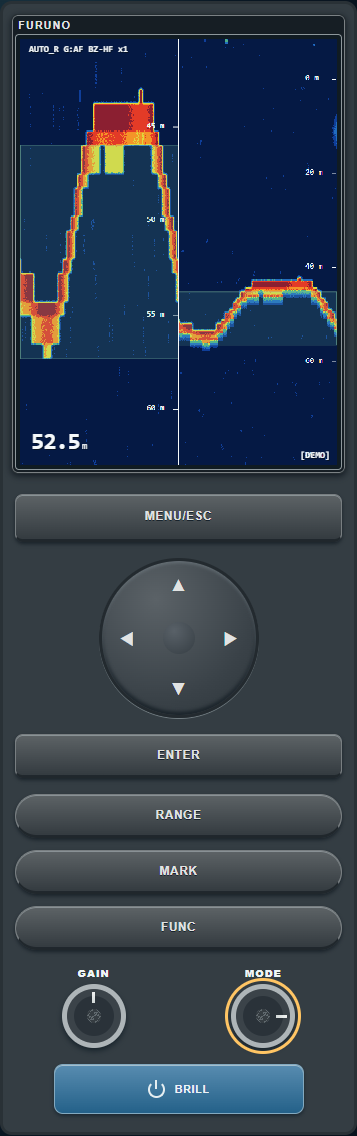 FURUNO
AUTO_R G:AF BZ-HF x1
0 m
45 m
20 m
50 m
40 m
55 m
60 m
60 m
52.5m
[DEMO]
MENU/ESC
ENTER
RANGE
MARK
FUNC
GAIN MODE
BRILL